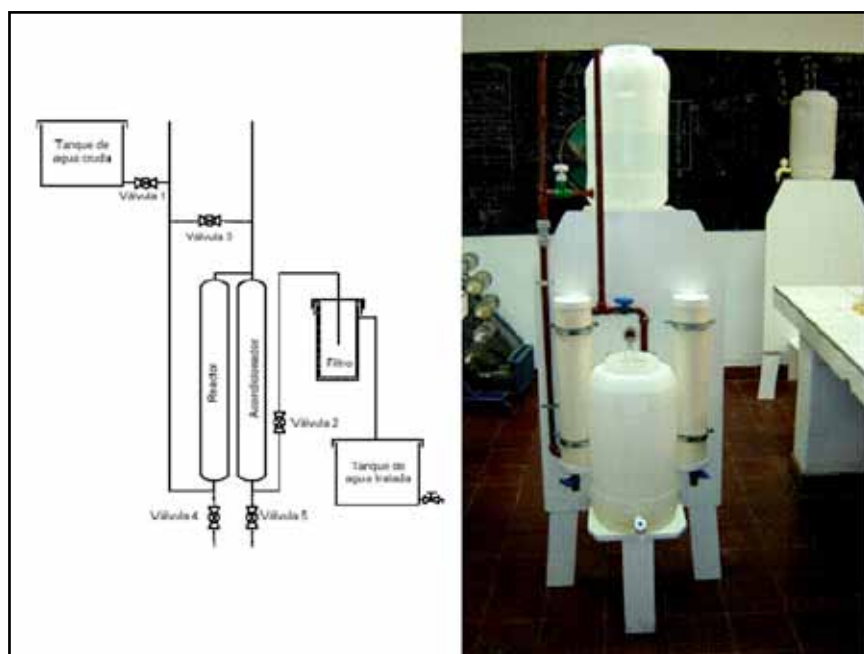 Tanque de
agua cruda
Válvula 1
Válvula 3
Reactor
Acondicionador
Filtro
Válvula 2
Tanque de
agua tratada
Válvula 4
Válvula 5